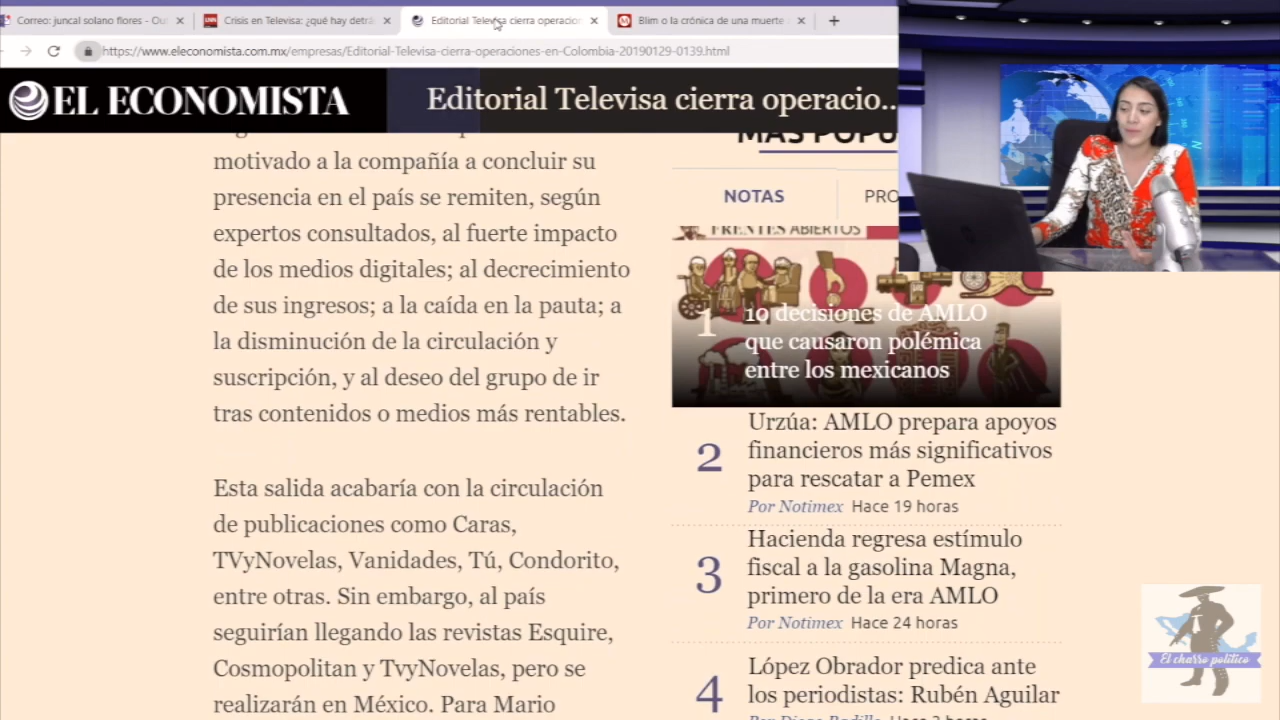 Correo: juncal solano flores - Out
Crisis en Televisa: ¿qué hay detrás
Editorial Televisa cierra operacion
Blim o la crónica de una muerte
https://www.eleconomista.com.mx/empresas/Editorial-Televisa-cierra-operaciones-en-Colombia-20190129-0139.html
EL ECONOMISTA
Editorial Televisa cierra operacio...
motivado a la compañía a concluir su
presencia en el país se remiten, según
expertos consultados, al fuerte impacto
de los medios digitales; al decrecimiento
de sus ingresos; a la caída en la pauta; a
la disminución de la circulación y
suscripción, y al deseo del grupo de ir
tras contenidos o medios más rentables.
Esta salida acabaría con la circulación
de publicaciones como Caras,
TVyNovelas, Vanidades, Tú, Condorito,
entre otras. Sin embargo, al país
seguirían llegando las revistas Esquire,
Cosmopolitan y TvyNovelas, pero se
realizarán en México. Para Mario
MÁS POPU
NOTAS
PRO
FRENTES ABIERTOS
1
10 decisiones de AMLO
que causaron polémica
entre los mexicanos
2
Urzúa: AMLO prepara apoyos
financieros más significativos
para rescatar a Pemex
Por Notimex Hace 19 horas
3
Hacienda regresa estímulo
fiscal a la gasolina Magna,
primero de la era AMLO
Por Notimex Hace 24 horas
4
López Obrador predica ante
los periodistas: Rubén Aguilar
El charro político